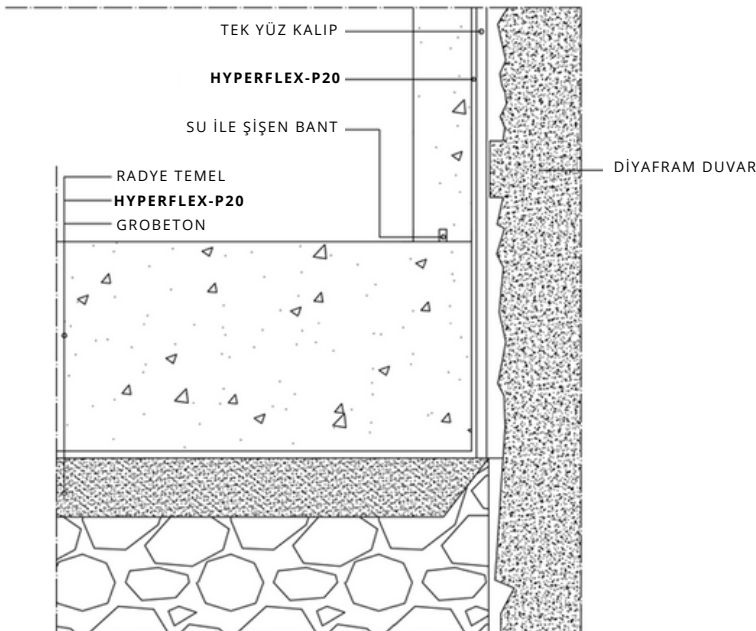 TEK YÜZ KALIP
HYPERFLEX-P20
SU İLE ŞİŞEN BANT
DİYAFRAM DUVAR
RADYE TEMEL
HYPERFLEX-P20
GROBETON